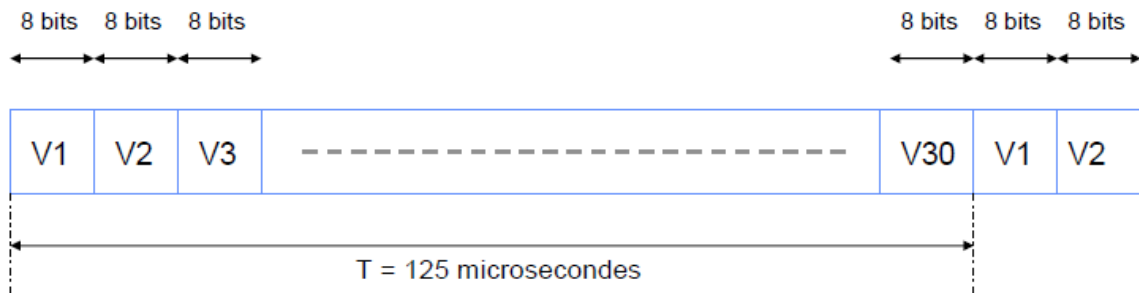 8 bits 8 bits 8 bits 8 bits 8 bits 8 bits
V1 V2 V3 V30 V1 V2
T = 125 microsecondes